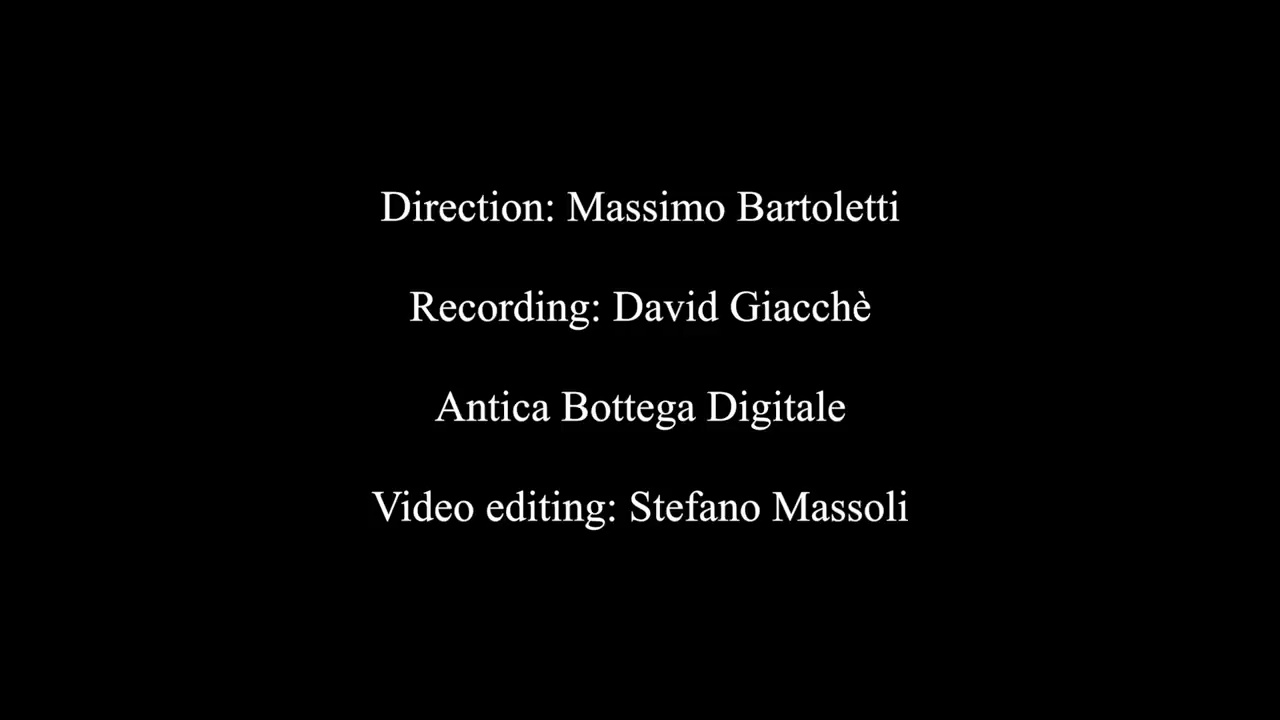 Direction: Massimo Bartoletti
Recording: David Giacchè
Antica Bottega Digitale
Video editing: Stefano Massoli